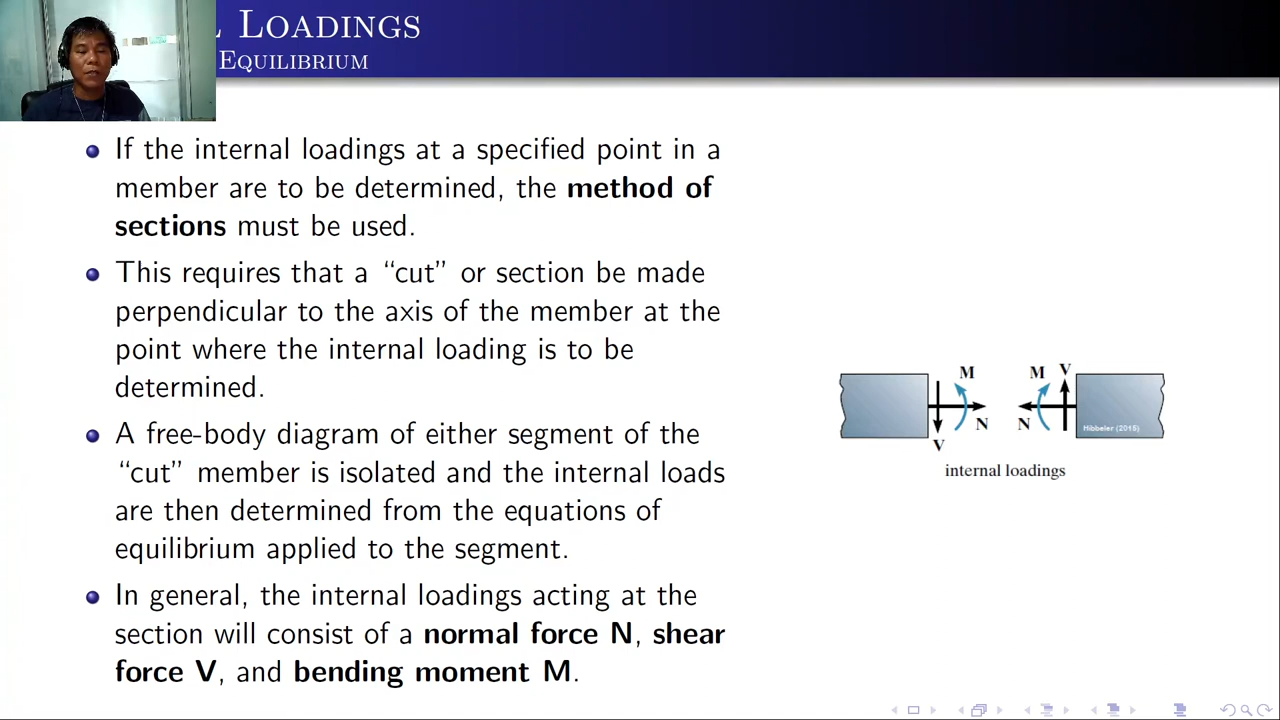 LOADINGS
EQUILIBRIUM
If the internal loadings at a specified point in a
member are to be determined, the method of
sections must be used.
This requires that a “cut” or section be made
perpendicular to the axis of the member at the
point where the internal loading is to be
determined.
A free-body diagram of either segment of the
“cut” member is isolated and the internal loads
are then determined from the equations of
equilibrium applied to the segment.
In general, the internal loadings acting at the
section will consist of a normal force N, shear
force V, and bending moment M.
M
N
V
M
V
N
Hibbeler (2015)
internal loadings